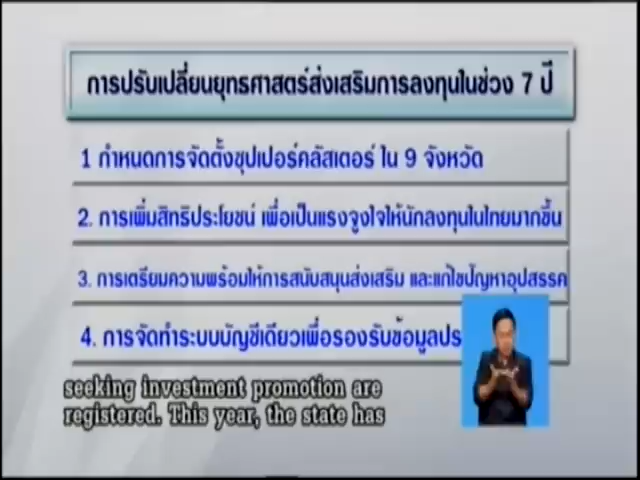 การปรับเปลี่ยนยุทธศาสตร์ส่งเสริมการลงทุนในช่วง 7 ปี
1 กำหนดการจัดตั้งซุปเปอร์คลัสเตอร์ ใน 9 จังหวัด
2. การเพิ่มสิทธิประโยชน์ เพื่อเป็นแรงจูงใจให้นักลงทุนในไทยมากขึ้น
3. การเตรียมความพร้อมให้การสนับสนุนส่งเสริม และแก้ไขปัญหาอุปสรรค
4. การจัดทำระบบบัญชีเดียวเพื่อรองรับข้อมูลปร
seeking investment promotion are
registered. This year, the state has